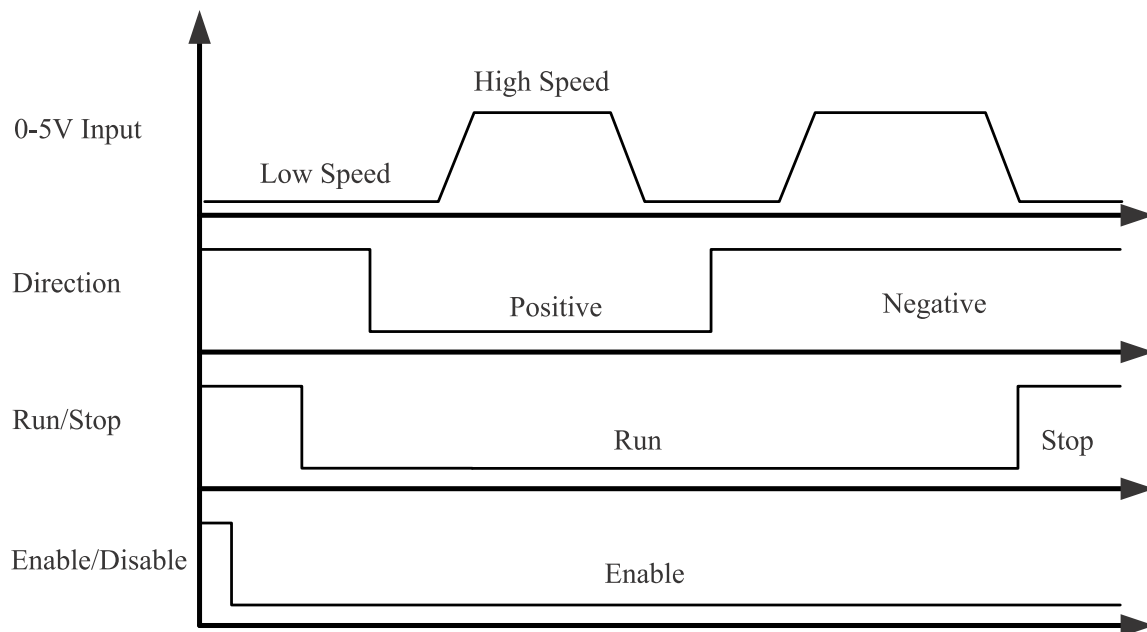 High Speed
0-5V Input
Low Speed
Direction
Positive
Negative
Run/Stop
Run
Stop
Enable/Disable
Enable